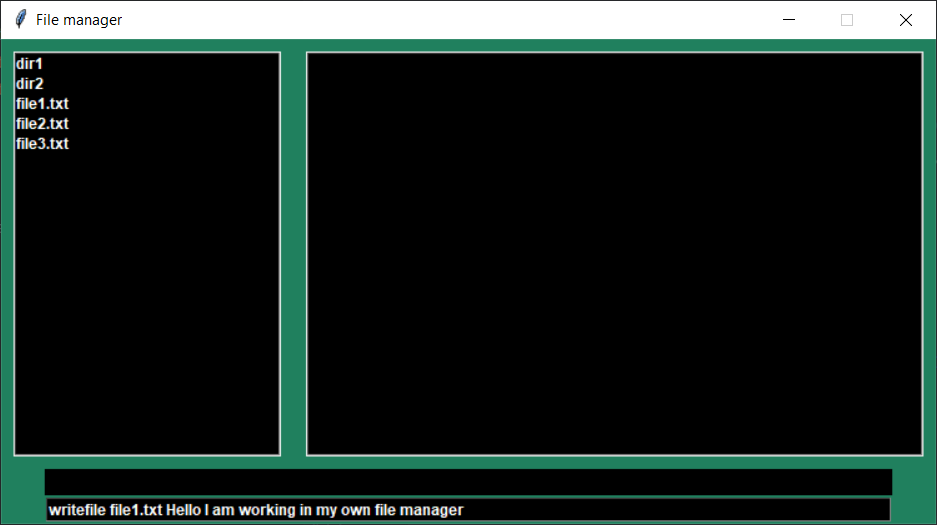 File manager
dir1
dir2
file1.txt
file2.txt
file3.txt
writefile file1.txt Hello I am working in my own file manager